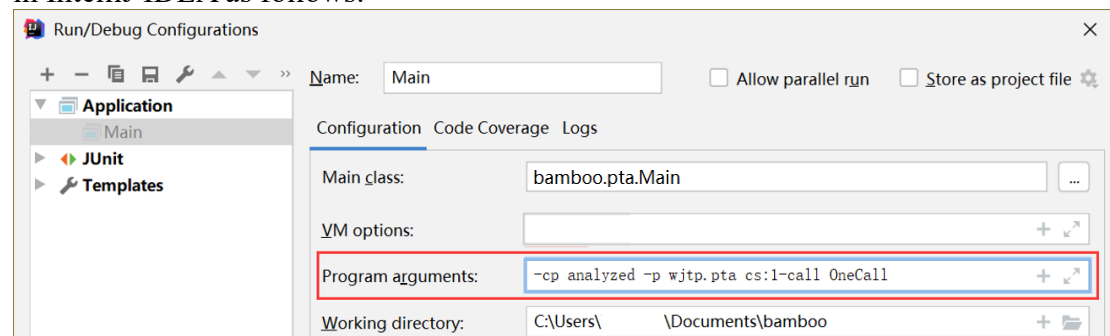 in IntelliJ IDEA as follows:
Run/Debug Configurations
Name: Main Allow parallel run Store as project file
Application
Main
JUnit
Templates
Configuration Code Coverage Logs
Main class: bamboo.pta.Main ...
VM options:
Program arguments: -cp analyzed -p wjtp.pta cs:1-call OneCall
Working directory: C:\Users\ \Documents\bamboo